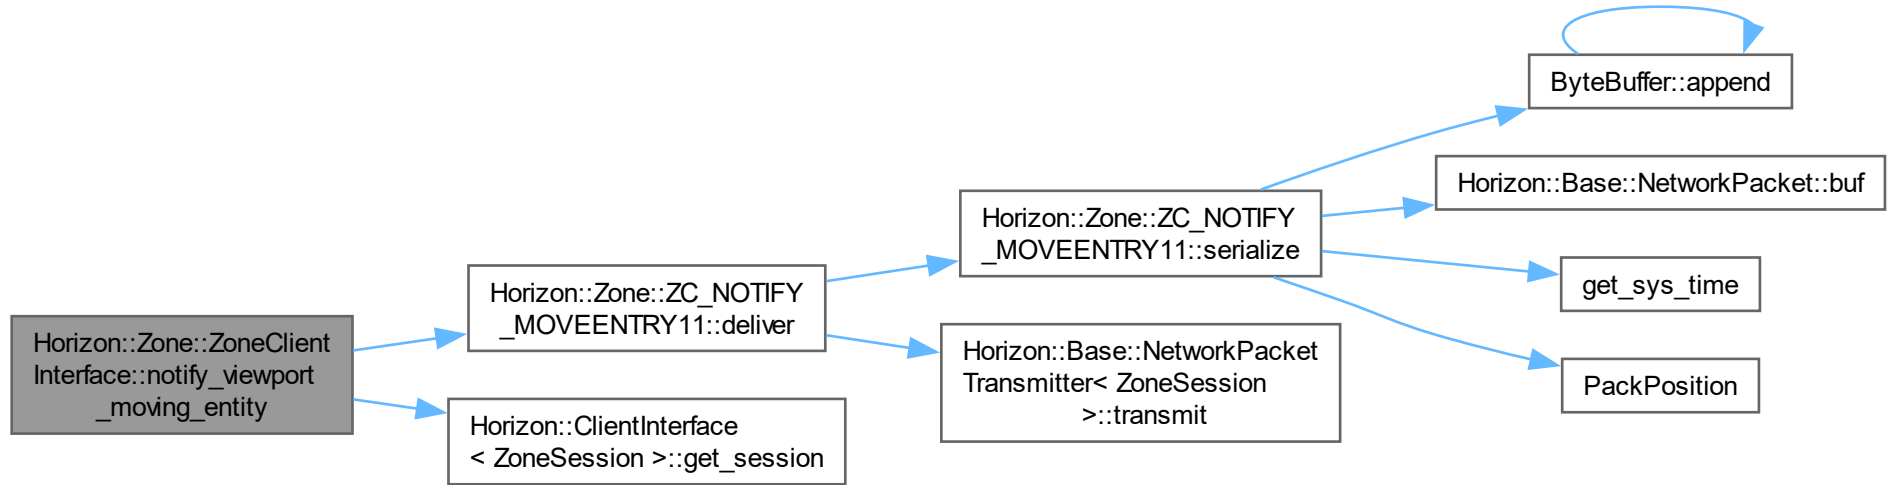 Horizon::Zone::ZoneClient
Interface::notify_viewport
_moving_entity
Horizon::Zone::ZC_NOTIFY
_MOVEENTRY11::deliver
Horizon::ClientInterface
< ZoneSession >::get_session
Horizon::Zone::ZC_NOTIFY
_MOVEENTRY11::serialize
Horizon::Base::NetworkPacket
Transmitter< ZoneSession
>::transmit
ByteBuffer::append
Horizon::Base::NetworkPacket::buf
get_sys_time
PackPosition